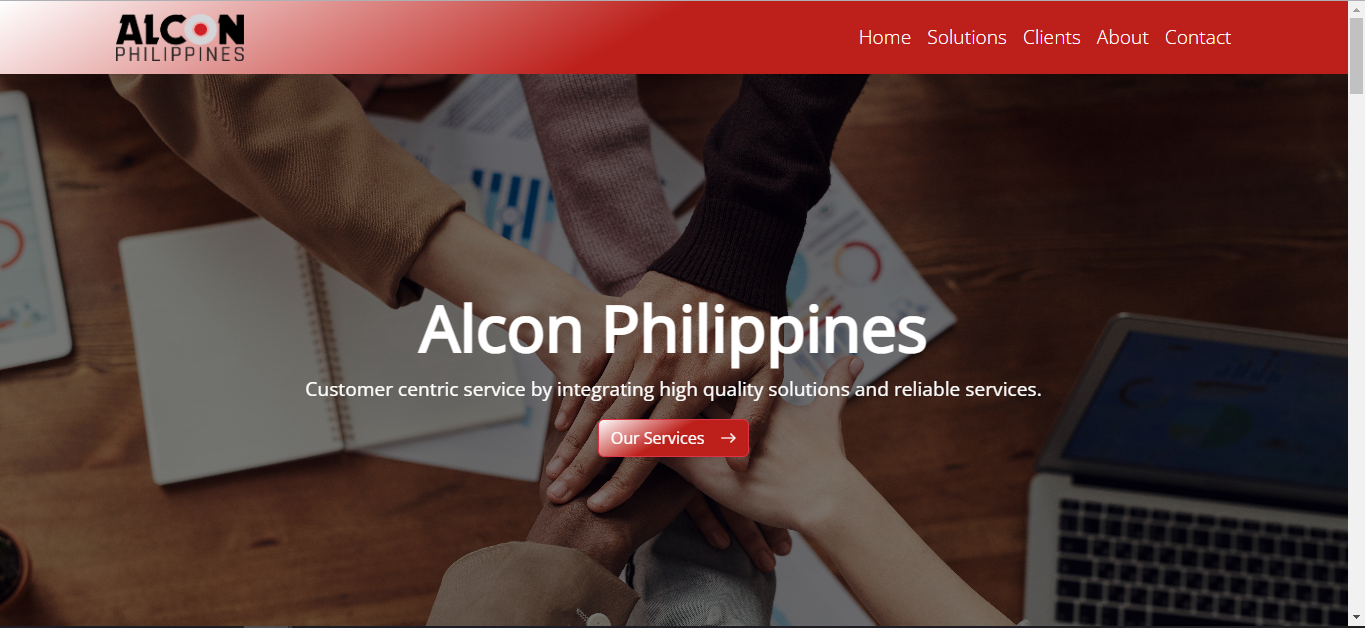 ALCON
PHILIPPINES
Home Solutions Clients About Contact
Alcon Philippines
Customer centric service by integrating high quality solutions and reliable services.
Our Services →